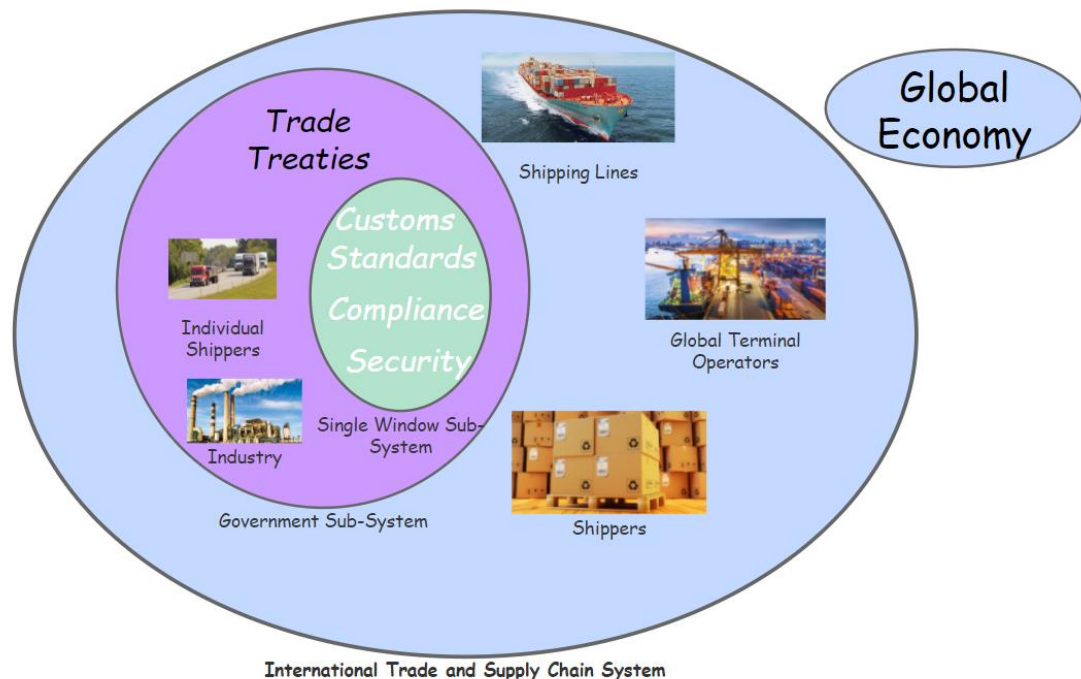 Global
Economy
Trade
Treaties
Shipping Lines
Customs
Standards
Compliance
Security
Individual
Shippers
Global Terminal
Operators
Single Window Sub-
System
Industry
Government Sub-System
Shippers
International Trade and Supply Chain System